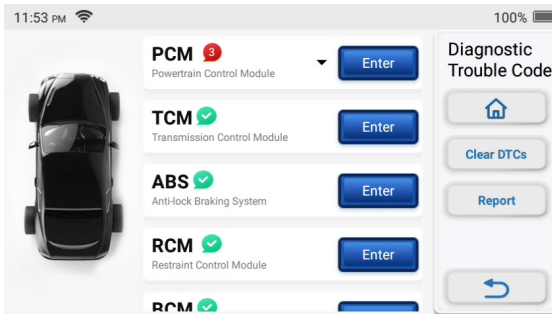 11:53 PM
100%
PCM 3
Powertrain Control Module
Enter
TCM
Transmission Control Module
Enter
ABS
Anti-lock Braking System
Enter
RCM
Restraint Control Module
Enter
BCM
Diagnostic
Trouble Code
Clear DTCs
Report